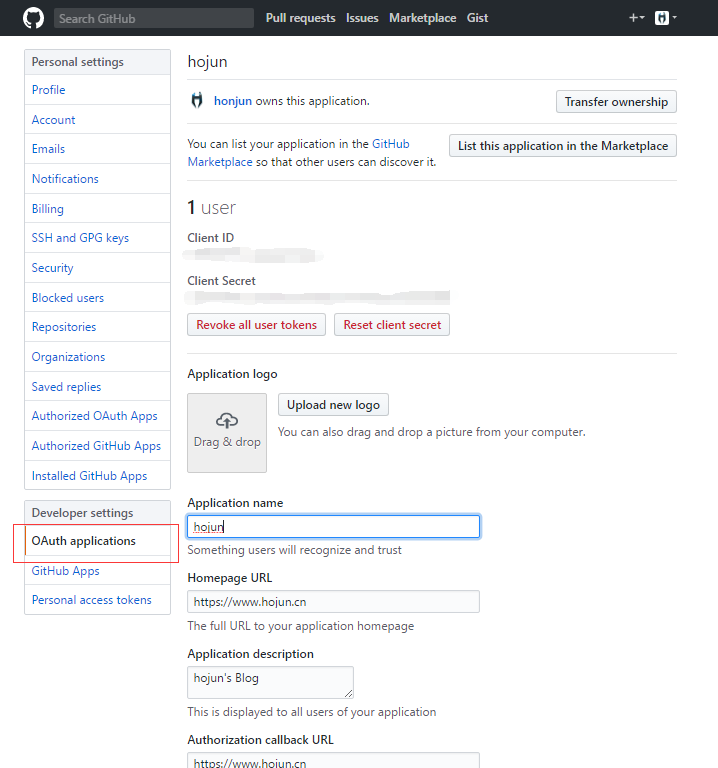 Search GitHub
Pull requests Issues Marketplace Gist
Personal settings
Profile
Account
Emails
Notifications
Billing
SSH and GPG keys
Security
Blocked users
Repositories
Organizations
Saved replies
Authorized OAuth Apps
Authorized GitHub Apps
Installed GitHub Apps
Developer settings
OAuth applications
GitHub Apps
Personal access tokens
hojun
honjun owns this application.
Transfer ownership
You can list your application in the GitHub
Marketplace so that other users can discover it.
List this application in the Marketplace
1 user
Client ID
Client Secret
Revoke all user tokens
Reset client secret
Application logo
Drag & drop
Upload new logo
You can also drag and drop a picture from your computer.
Application name
hojun
Something users will recognize and trust
Homepage URL
https://www.hojun.cn
The full URL to your application homepage
Application description
hojun's Blog
This is displayed to all users of your application
Authorization callback URL
https://www.hojun.cn